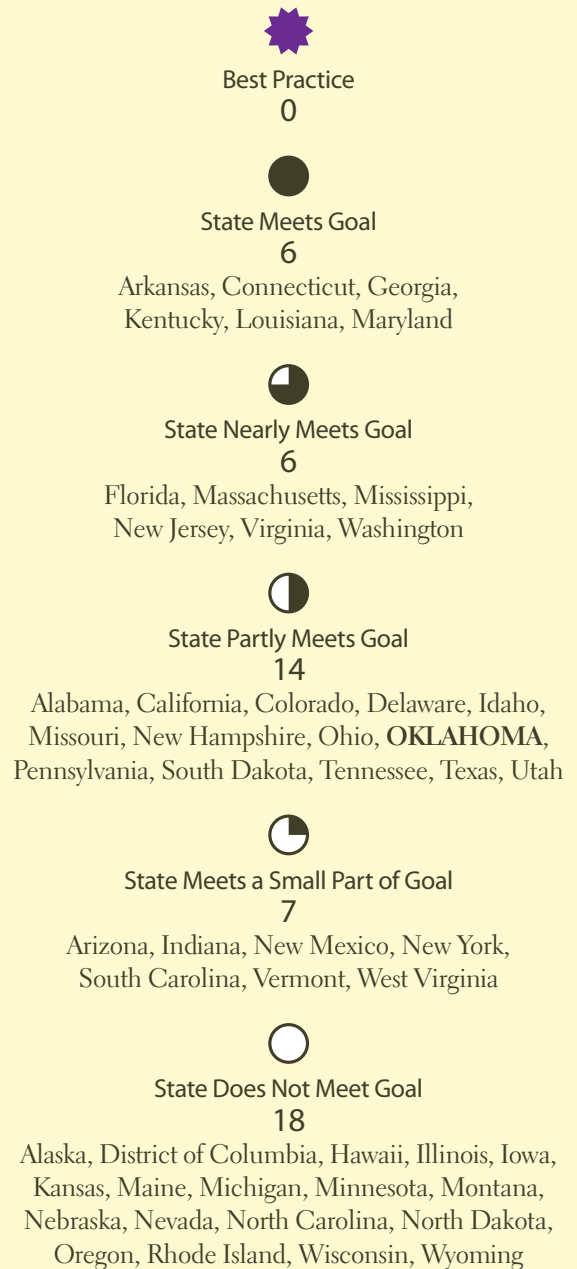 Best Practice
0
State Meets Goal
6
Arkansas, Connecticut, Georgia,
Kentucky, Louisiana, Maryland
State Nearly Meets Goal
6
Florida, Massachusetts, Mississippi,
New Jersey, Virginia, Washington
State Partly Meets Goal
14
Alabama, California, Colorado, Delaware, Idaho,
Missouri, New Hampshire, Ohio, OKLAHOMA,
Pennsylvania, South Dakota, Tennessee, Texas, Utah
State Meets a Small Part of Goal
7
Arizona, Indiana, New Mexico, New York,
South Carolina, Vermont, West Virginia
State Does Not Meet Goal
18
Alaska, District of Columbia, Hawaii, Illinois, Iowa,
Kansas, Maine, Michigan, Minnesota, Montana,
Nebraska, Nevada, North Carolina, North Dakota,
Oregon, Rhode Island, Wisconsin, Wyoming